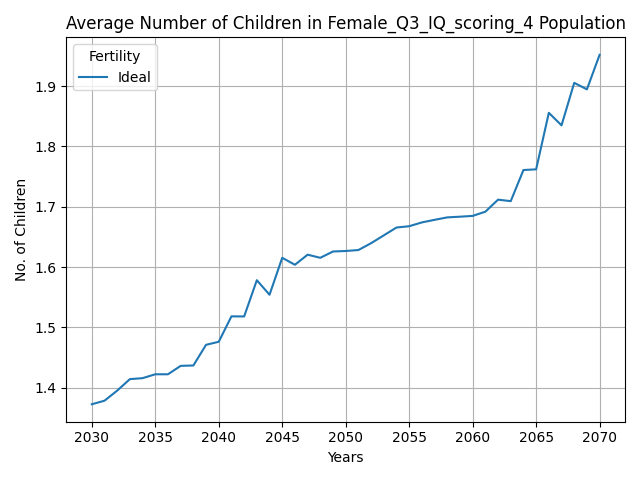 Average Number of Children in Female_Q3_IQ_scoring_4 Population
Fertility
Ideal
No. of Children
1.9
1.8
1.7
1.6
1.5
1.4
2030 2035 2040 2045 2050 2055 2060 2065 2070
Years